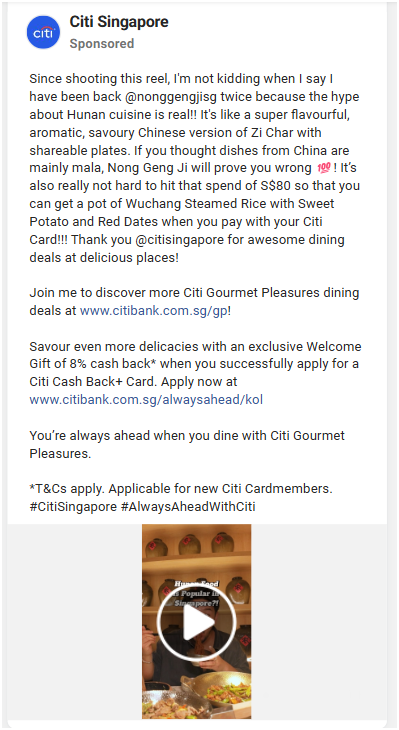 citi
Citi Singapore
Sponsored
Since shooting this reel, I'm not kidding when I say I
have been back @nonggengjisg twice because the hype
about Hunan cuisine is real!! It's like a super flavourful,
aromatic, savoury Chinese version of Zi Char with
shareable plates. If you thought dishes from China are
mainly mala, Nong Geng Ji will prove you wrong 💯! It's
also really not hard to hit that spend of S$80 so that you
can get a pot of Wuchang Steamed Rice with Sweet
Potato and Red Dates when you pay with your Citi
Card!!! Thank you @citisingapore for awesome dining
deals at delicious places!
Join me to discover more Citi Gourmet Pleasures dining
deals at www.citibank.com.sg/gp!
Savour even more delicacies with an exclusive Welcome
Gift of 8% cash back* when you successfully apply for a
Citi Cash Back+ Card. Apply now at
www.citibank.com.sg/alwaysahead/kol
You’re always ahead when you dine with Citi Gourmet
Pleasures.
*T&Cs apply. Applicable for new Citi Cardmembers.
#CitiSingapore #AlwaysAheadWithCiti
Hunan Food
is Popular in
Singapore?!